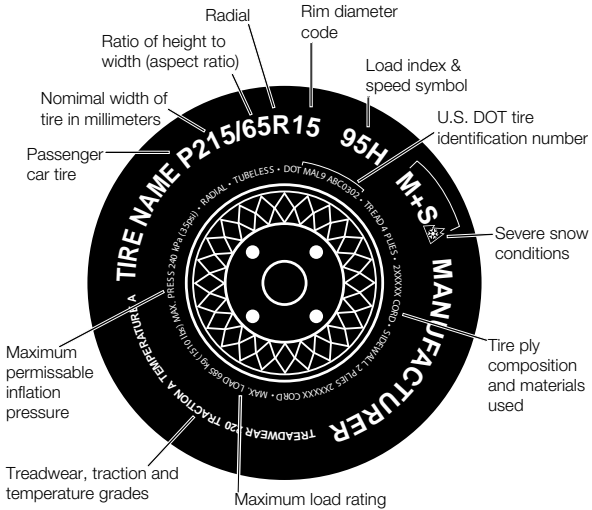 Radial
Rim diameter
code
Ratio of height to
width (aspect ratio)
Load index &
speed symbol
Nomimal width of
tire in millimeters
U.S. DOT tire
identification number
Passenger
car tire
TIRE NAME P215/65R15 95H M+S
MANUFACTURER
TREADWEAR 220 TRACTION A TEMPERATURE A
RADIAL • TUBELESS • DOT MAL9 ABC0302 • TREAD 4 PLIES • 2XXXXX CORD • SIDEWALL 2 PLIES 2XXXXX CORD • MAX. LOAD 685 kg (1510 lbs) MAX. PRESS 240 kPa (35psi) •
Severe snow
conditions
Maximum
permissable
inflation
pressure
Tire ply
composition
and materials
used
Treadwear, traction and
temperature grades
Maximum load rating